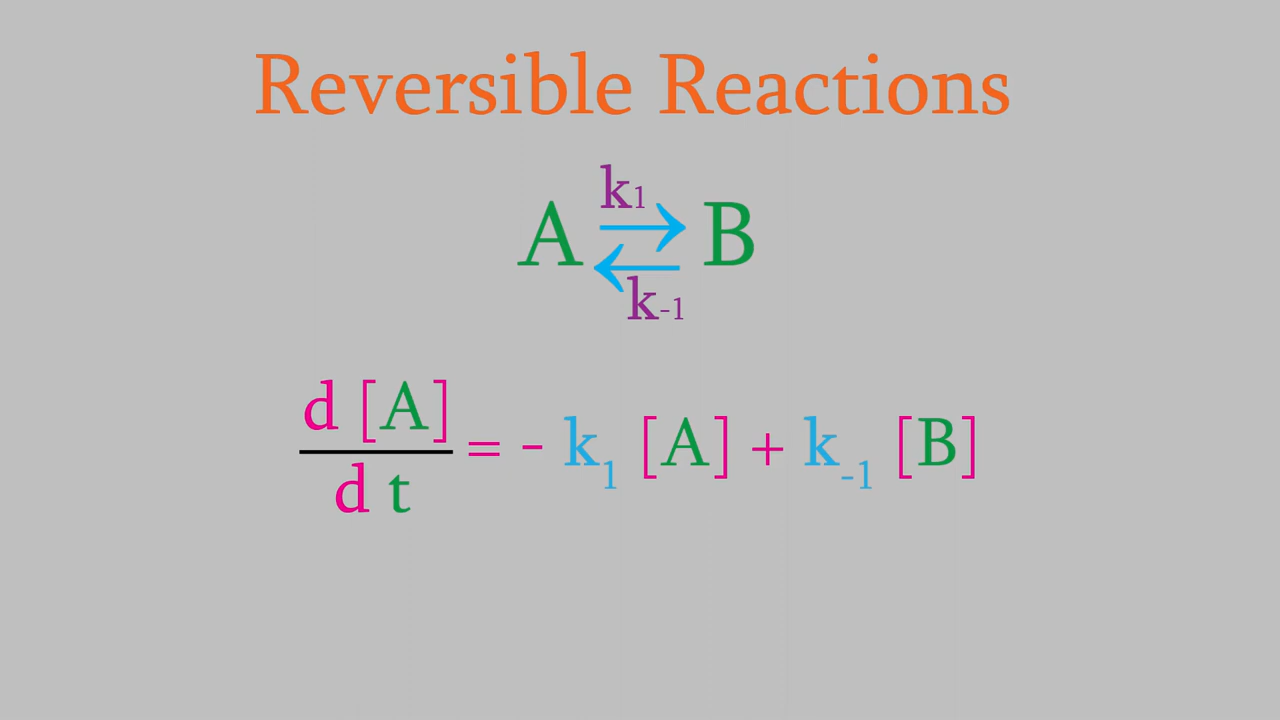 Reversible Reactions
k1
A ⇄ B
k-1
d [A]
d t
= - k1 [A] + k-1 [B]